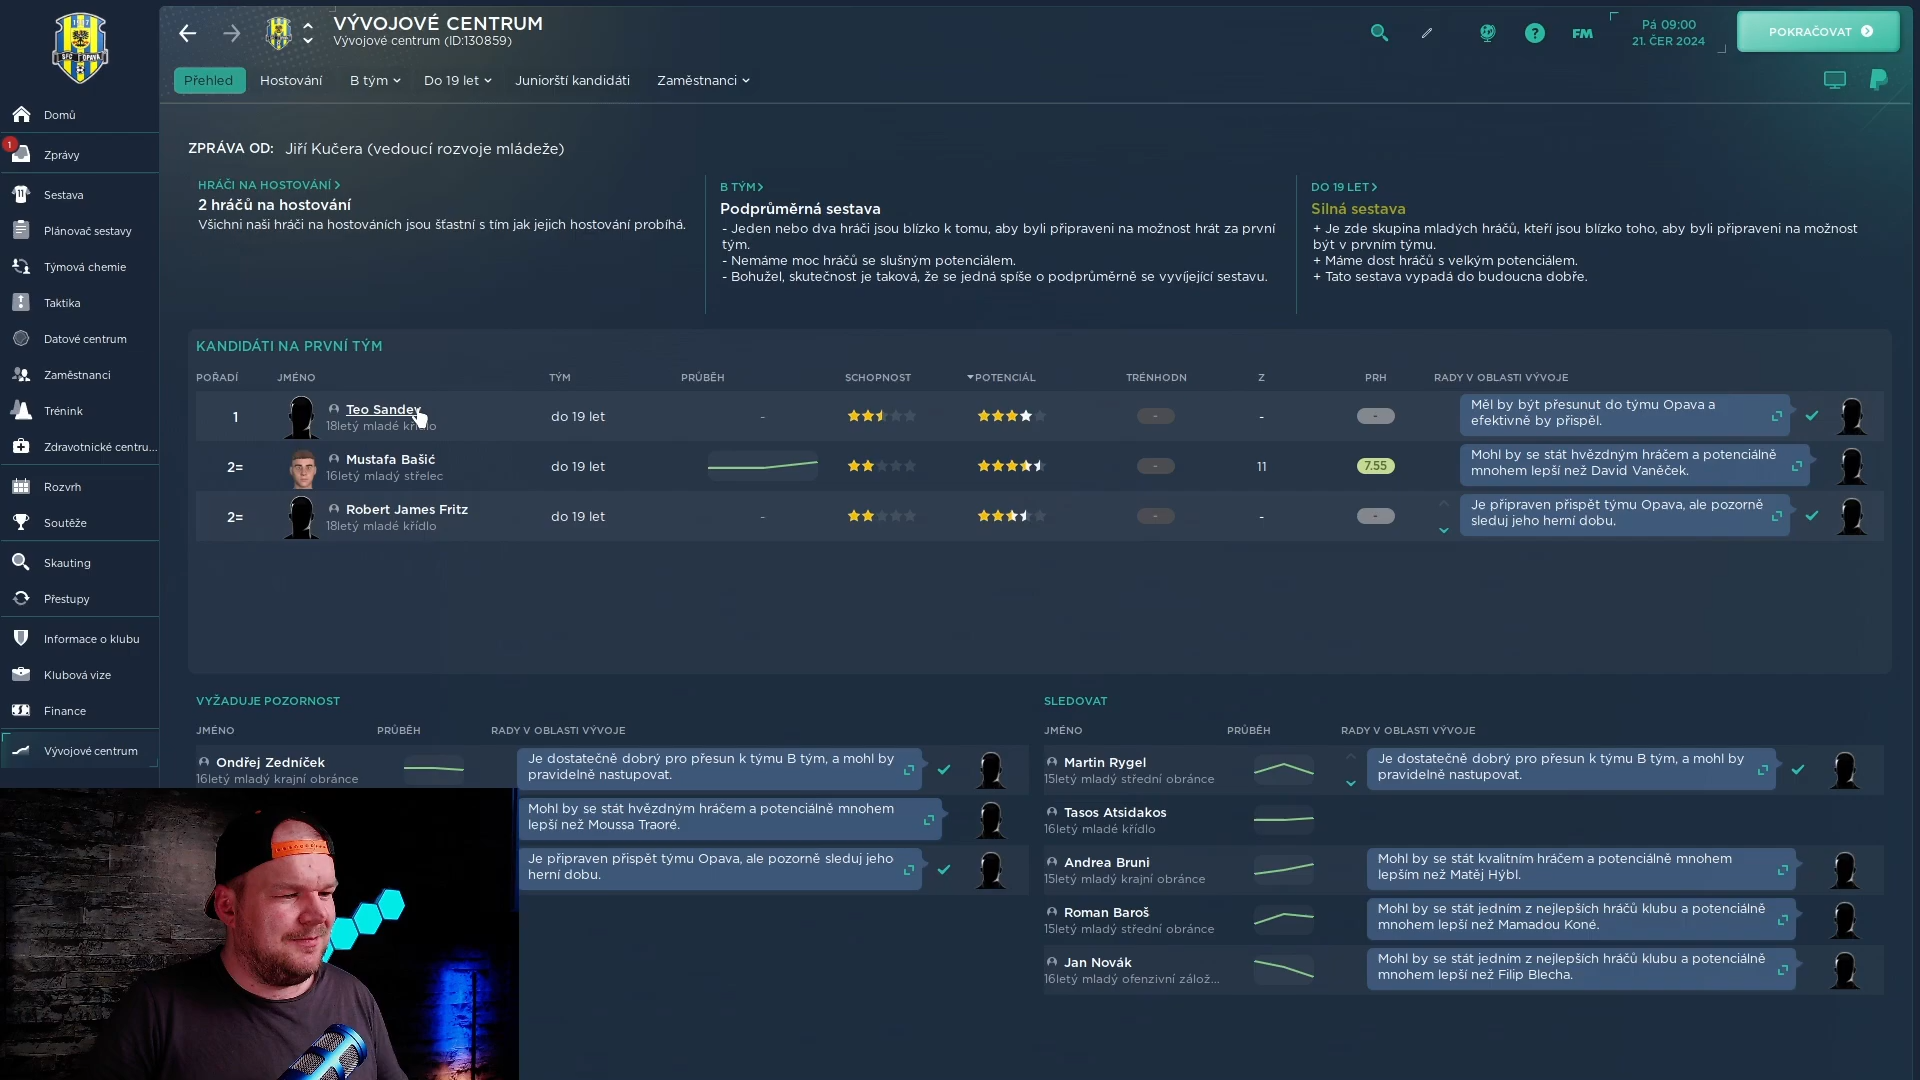 VÝVOJOVÉ CENTRUM
Vývojové centrum (ID:130859)
FM
Pá 09:00
21. ČER 2024
POKRAČOVAT
Přehled
Hostování
B tým
Do 19 let
Juniorští kandidáti
Zaměstnanci
SFC OPAVA
Domů
1
Zprávy
11
Sestava
Plánovač sestavy
Týmová chemie
Taktika
Datové centrum
Zaměstnanci
Trénink
Zdravotnické centru...
Rozvrh
Soutěže
Skauting
Přestupy
Informace o klubu
Klubová vize
Finance
Vývojové centrum
ZPRÁVA OD: Jiří Kučera (vedoucí rozvoje mládeže)
HRÁČI NA HOSTOVÁNÍ >
2 hráčů na hostování
Všichni naši hráči na hostováních jsou šťastní s tím jak jejich hostování probíhá.
B TÝM >
Podprůměrná sestava
- Jeden nebo dva hráči jsou blízko k tomu, aby byli připraveni na možnost hrát za první
tým.
- Nemáme moc hráčů se slušným potenciálem.
- Bohužel, skutečnost je taková, že se jedná spíše o podprůměrně se vyvíjející sestavu.
DO 19 LET >
Silná sestava
+ Je zde skupina mladých hráčů, kteří jsou blízko toho, aby byli připraveni na možnost
být v prvním týmu.
+ Máme dost hráčů s velkým potenciálem.
+ Tato sestava vypadá do budoucna dobře.
KANDIDÁTI NA PRVNÍ TÝM
POŘADÍ JMÉNO TÝM PRŮBĚH SCHOPNOST POTENCIÁL TRÉNHODN Z PRH RADY V OBLASTI VÝVOJE
1 Teo Sandev do 19 let - - - -
18letý mladé křídlo
Měl by být přesunut do týmu Opava a
efektivně by přispěl.
2= Mustafa Bašić do 19 let - 11 7.55
16letý mladý střelec
Mohl by se stát hvězdným hráčem a potenciálně
mnohem lepší než David Vaněček.
2= Robert James Fritz do 19 let - - - -
18letý mladé křídlo
Je připraven přispět týmu Opava, ale pozorně
sleduj jeho herní dobu.
VYŽADUJE POZORNOST
JMÉNO PRŮBĚH RADY V OBLASTI VÝVOJE
Ondřej Zedníček
16letý mladý krajní obránce
Je dostatečně dobrý pro přesun k týmu B tým, a mohl by
pravidelně nastupovat.
Mohl by se stát hvězdným hráčem a potenciálně mnohem
lepší než Moussa Traoré.
Je připraven přispět týmu Opava, ale pozorně sleduj jeho
herní dobu.
SLEDOVAT
JMÉNO PRŮBĚH RADY V OBLASTI VÝVOJE
Martin Rygel
15letý mladý střední obránce
Je dostatečně dobrý pro přesun k týmu B tým, a mohl by
pravidelně nastupovat.
Tasos Atsidakos
16letý mladé křídlo
Andrea Bruni
15letý mladý krajní obránce
Mohl by se stát kvalitním hráčem a potenciálně mnohem
lepším než Matěj Hýbl.
Roman Baroš
15letý mladý střední obránce
Mohl by se stát jedním z nejlepších hráčů klubu a potenciálně
mnohem lepší než Mamadou Koné.
Jan Novák
16letý mladý ofenzivní zálož...
Mohl by se stát jedním z nejlepších hráčů klubu a potenciálně
mnohem lepší než Filip Blecha.